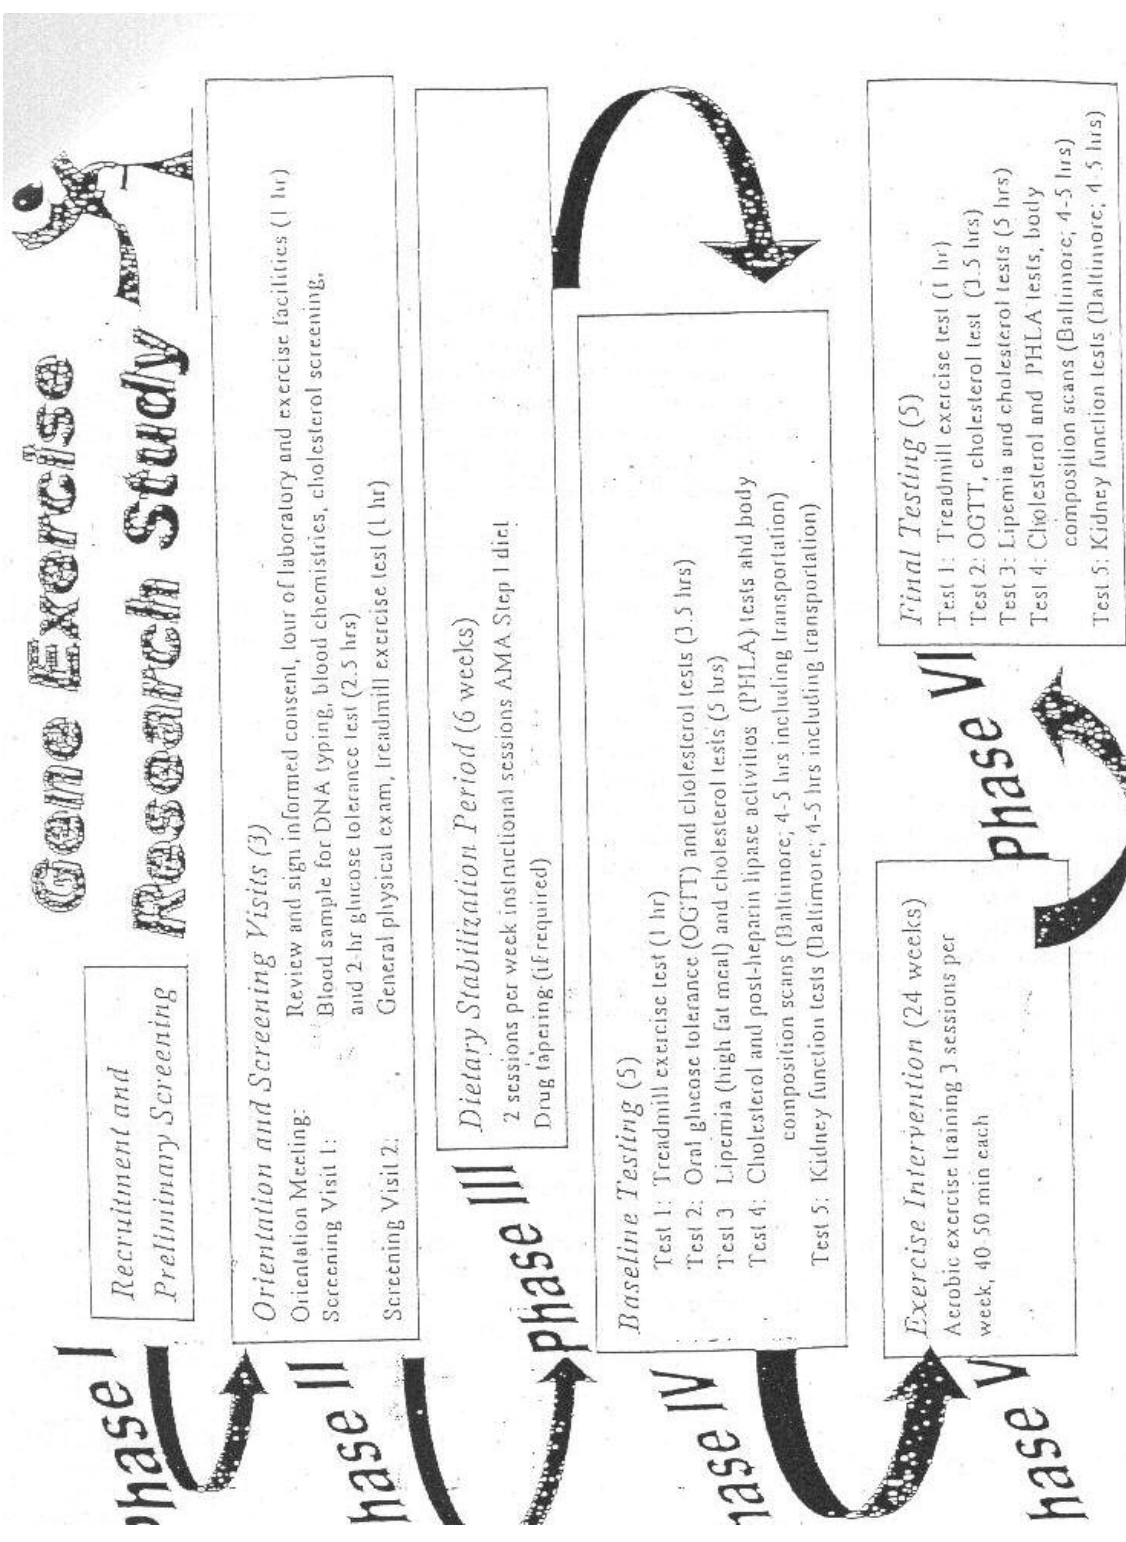 Gene Exercise
Research Study
Phase I
Recruitment and
Preliminary Screening
hase II
Orientation and Screening Visits (3)
Orientation Meeting: Review and sign informed consent, tour of laboratory and exercise facilities (1 hr)
Screening Visit 1: Blood sample for DNA typing, blood chemistries, cholesterol screening,
and 2-hr glucose tolerance test (2.5 hrs)
Screening Visit 2: General physical exam, treadmill exercise test (1 hr)
phase III
Dietary Stabilization Period (6 weeks)
2 sessions per week instructional sessions AMA Step 1 diet
Drug tapering (if required)
hase IV
Baseline Testing (5)
Test 1: Treadmill exercise test (1 hr)
Test 2: Oral glucose tolerance (OGTT) and cholesterol tests (3.5 hrs)
Test 3 Lipemia (high fat meal) and cholesterol tests (5 hrs)
Test 4: Cholesterol and post-heparin lipase activities (PHLA) tests and body
composition scans (Baltimore; 4-5 hrs including transportation)
Test 5: Kidney function tests (Baltimore; 4-5 hrs including transportation)
hase V
Exercise Intervention (24 weeks)
Aerobic exercise training 3 sessions per
week, 40-50 min each
phase VI
Final Testing (5)
Test 1: Treadmill exercise test (1 hr)
Test 2: OGTT, cholesterol test (3.5 hrs)
Test 3: Lipemia and cholesterol tests (5 hrs)
Test 4: Cholesterol and PHLA tests, body
composition scans (Baltimore; 4-5 hrs)
Test 5: Kidney function tests (Baltimore; 4-5 hrs)